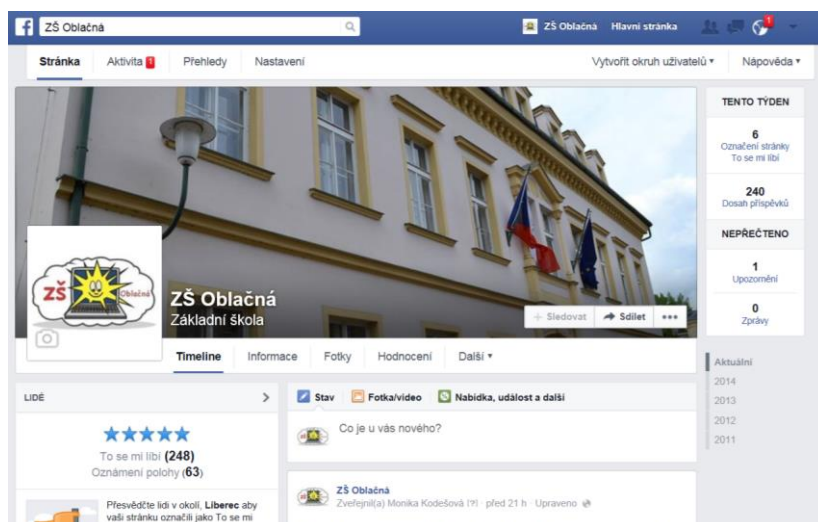 ZŠ Oblačná
ZŠ Oblačná Hlavní stránka 1
Stránka Aktivita 1 Přehledy Nastavení Vytvořit okruh uživatelů Nápověda
TENTO TÝDEN
6
Označení stránky
To se mi líbí
240
Dosah příspěvků
NEPŘEČTENO
1
Upozornění
0
Zprávy
ZŠ Oblačná
ZŠ Oblačná
Základní škola
+ Sledovat Sdílet •••
Timeline Informace Fotky Hodnocení Další
Aktuální
2014
2013
2012
2011
LIDÉ >
To se mi líbí (248)
Oznámení polohy (63)
Přesvědčte lidi v okolí, Liberec aby
vaši stránku označili jako To se mi
Stav Fotka/video Nabídka, událost a další
Co je u vás nového?
ZŠ Oblačná
Zveřejnil(a) Monika Kodešová [?] · před 21 h · Upraveno